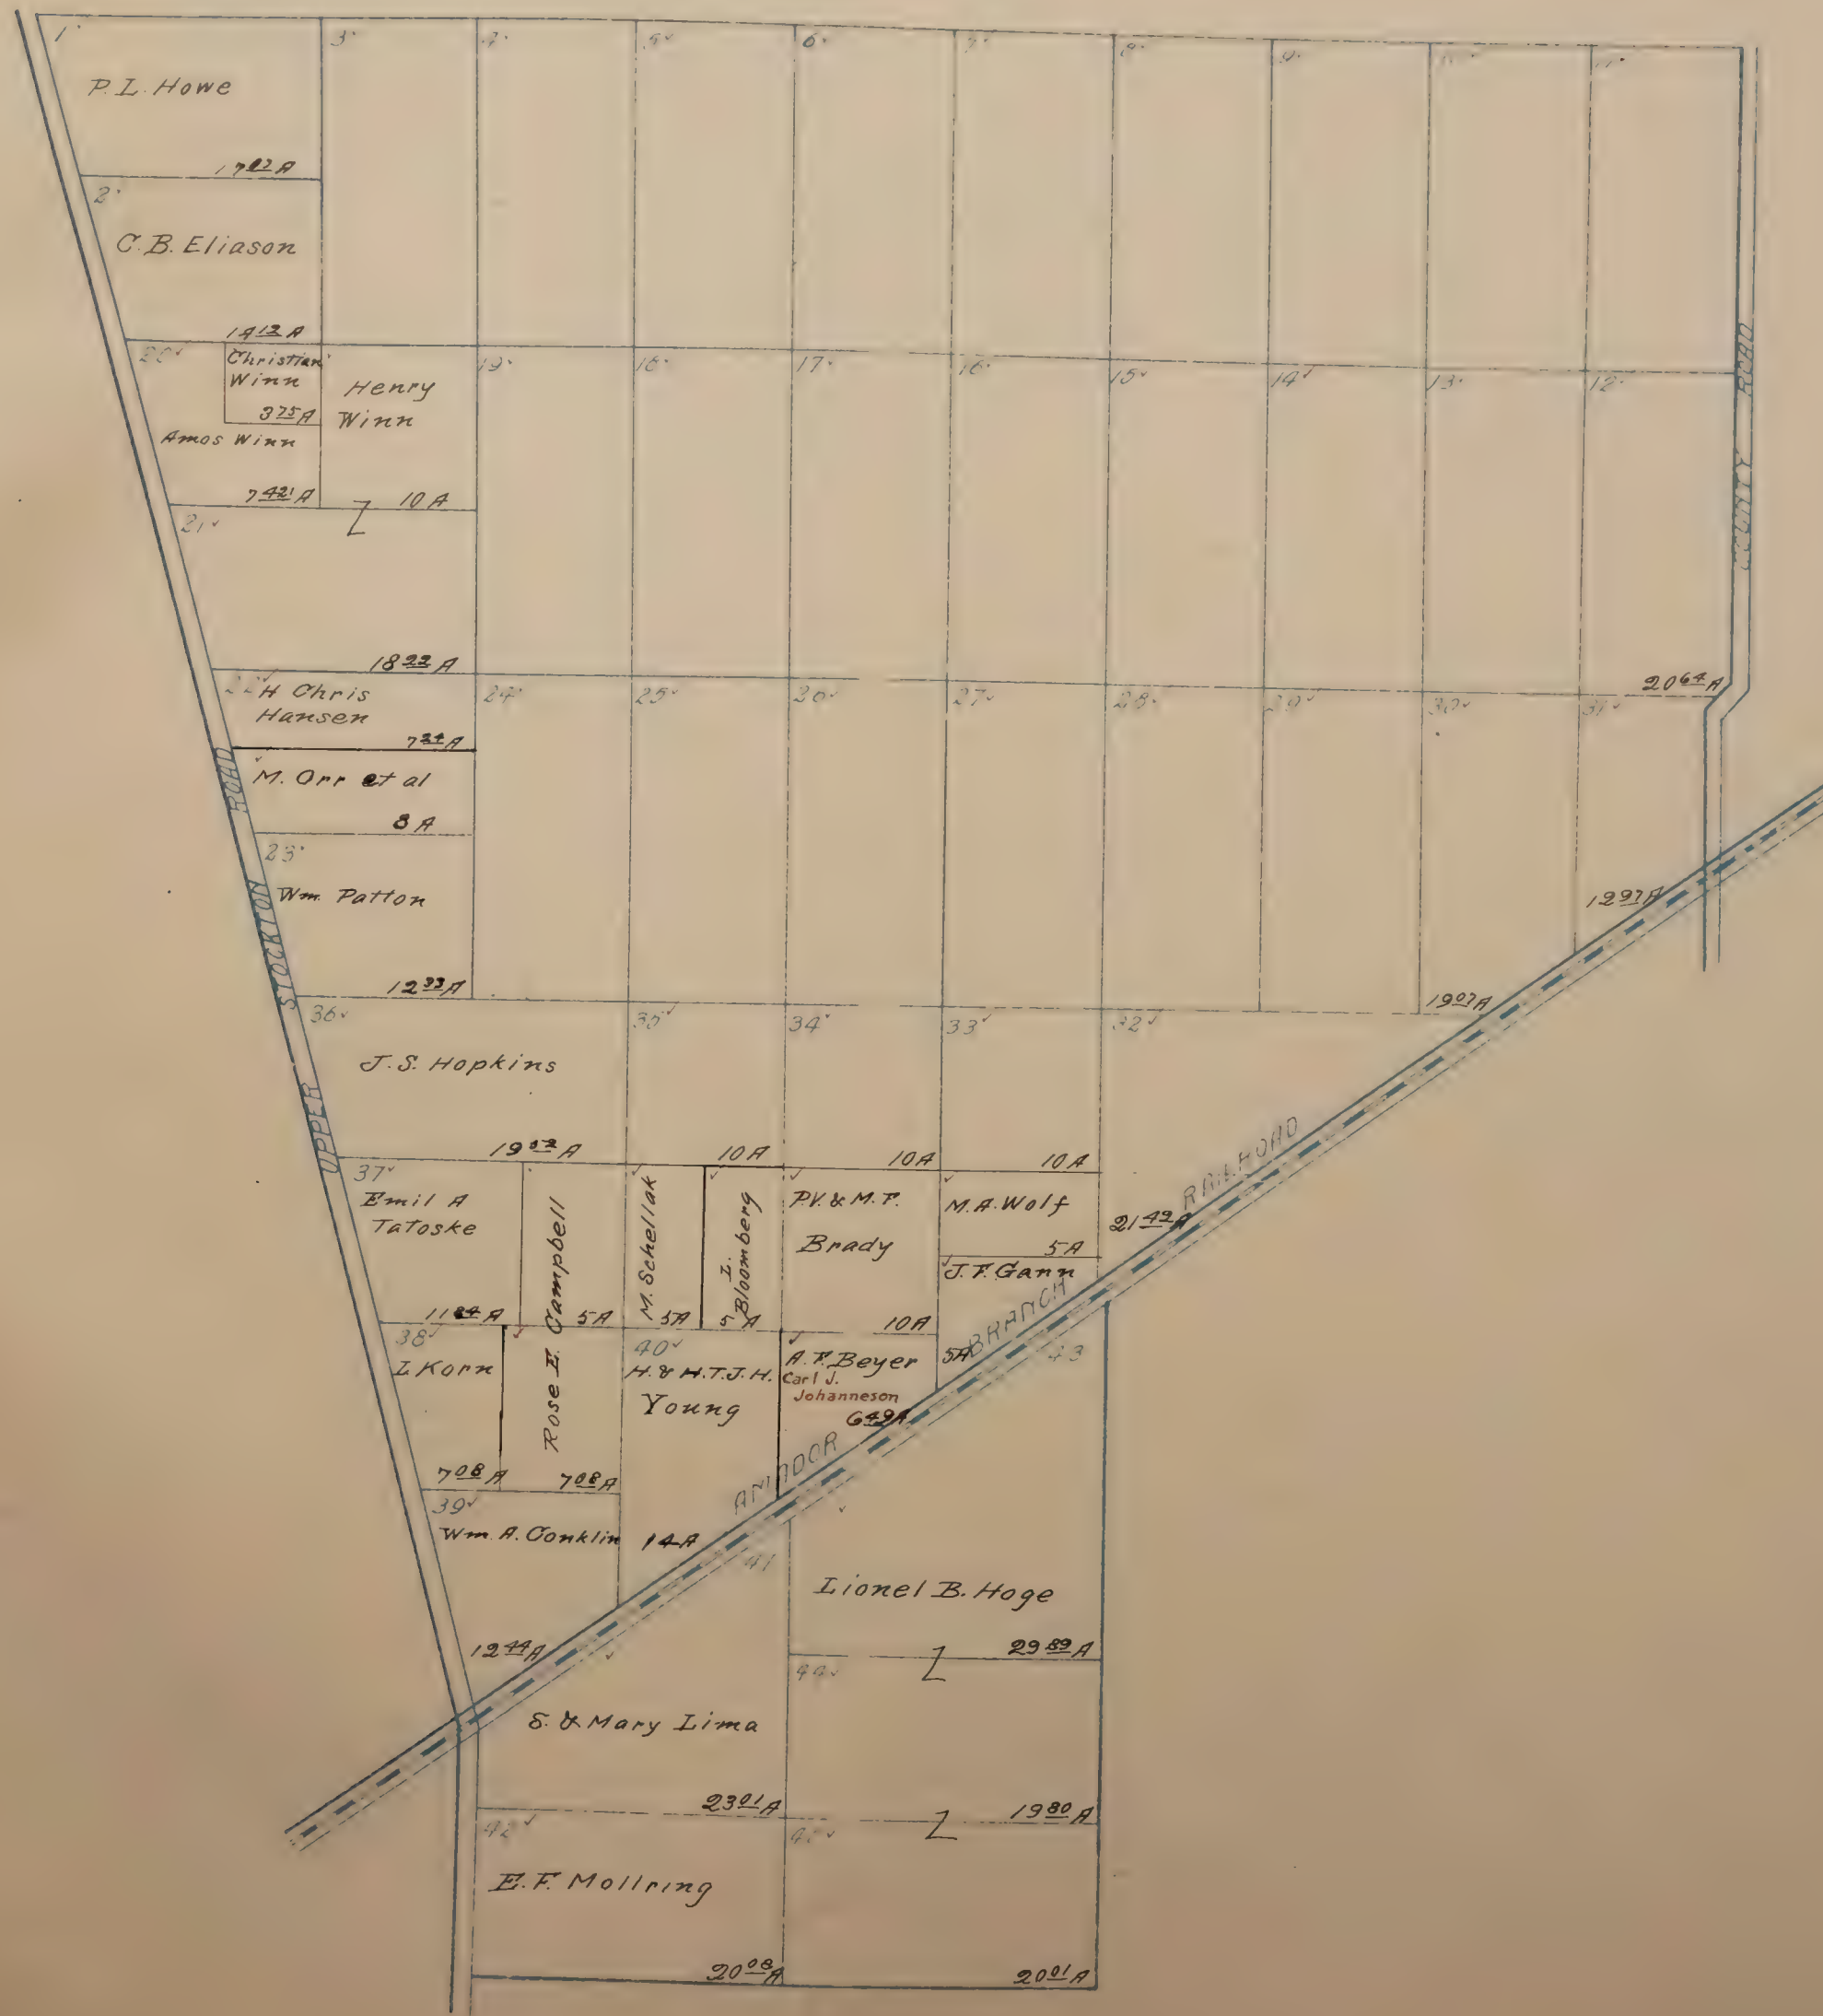 1
3
4
5
6
7
8
9
11
P. L. Howe
2
C. B. Eliason
14 12 A
20
19
18
17
16
15
14
13
12
Christian
Winn
3 75 A
Henry
Winn
Amos Winn
7 421 A
10 A
21
18 22 A
20 64 A
COUNTY ROAD
22
24
25
26
27
28
29
30
31
H Chris
Hansen
7 24 A
M. Orr et al
8 A
23
Wm. Patton
12 33 A
12 97 A
19 07 A
UPPER STOCKTON ROAD
36
35
34
33
32
J. S. Hopkins
10 A
10 A
10 A
37
Emil A
Tatoske
11 84 A
Rose E. Campbell
5 A
M. Schellak
5 A
L.
Bloomberg
5 A
P.V. & M. F.
Brady
10 A
M. A. Wolf
5 A
J. F. Gann
5 A
21 42 A
38
L Korn
7 08 A
7 08 A
40
H. & H.T.J.H.
Young
14 A
A. F. Beyer
Carl J.
Johanneson
6 49 A
39
Wm. A. Conklin
12 44 A
AMADOR BRANCH RAILROAD
43
41
Lionel B. Hoge
29 89 A
44
S. & Mary Lima
23 01 A
19 80 A
42
E. F. Mollring
20 08 A
20 01 A